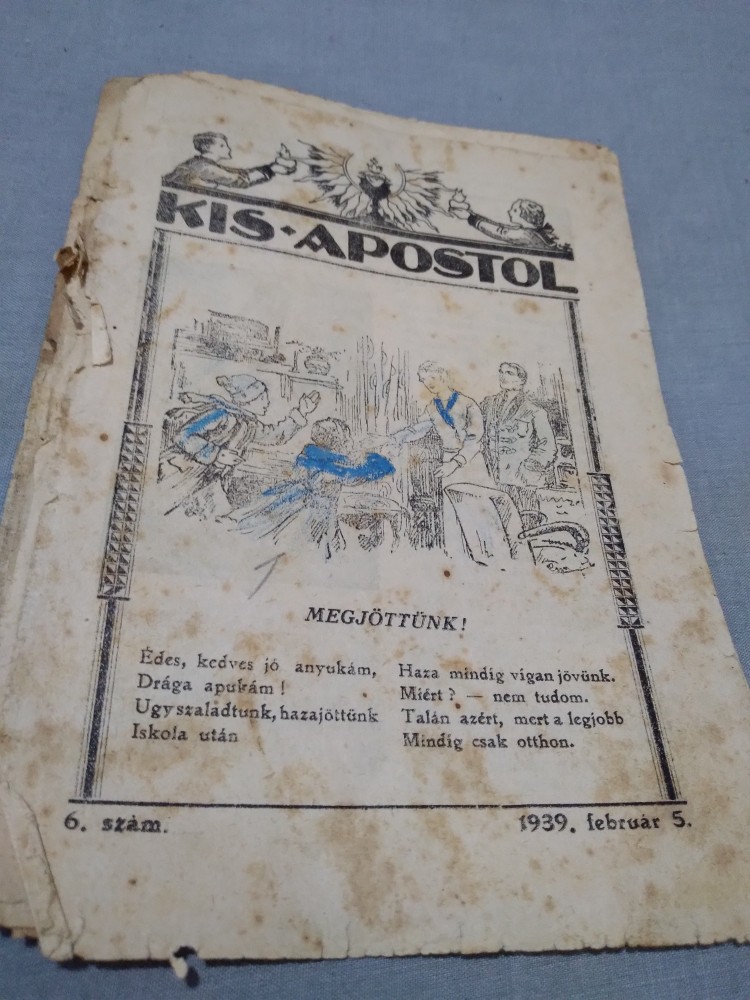 KIS·APOSTOL
MEGJÖTTÜNK!
Édes, kedves jó anyukám,
Drága apukám!
Ugy szaladtunk, hazajöttünk
Iskola után
Haza mindig vigan jövünk.
Miért? — nem tudom.
Talán azért, mert a legjobb
Mindig csak otthon.
6. szám.
1939. február 5.